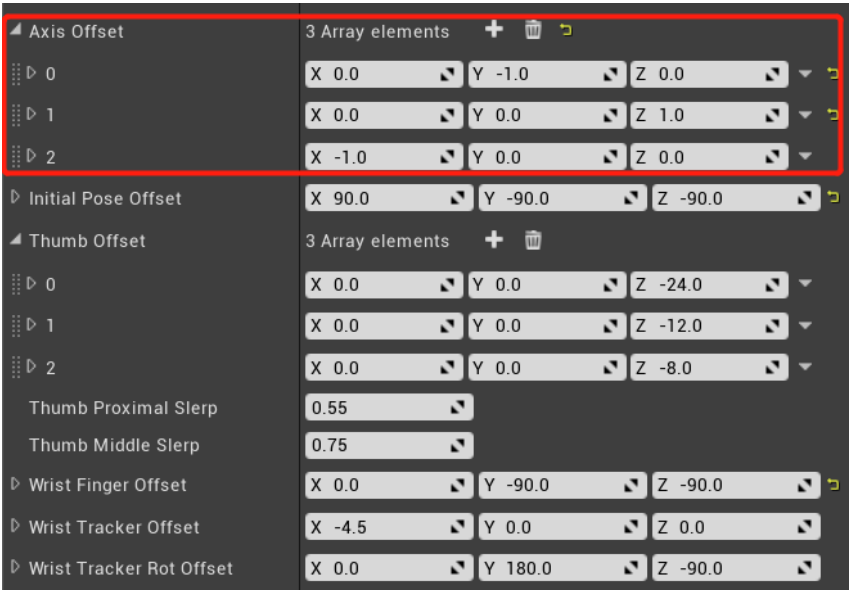 Axis Offset 3 Array elements
0 X 0.0 Y -1.0 Z 0.0
1 X 0.0 Y 0.0 Z 1.0
2 X -1.0 Y 0.0 Z 0.0
Initial Pose Offset X 90.0 Y -90.0 Z -90.0
Thumb Offset 3 Array elements
0 X 0.0 Y 0.0 Z -24.0
1 X 0.0 Y 0.0 Z -12.0
2 X 0.0 Y 0.0 Z -8.0
Thumb Proximal Slerp 0.55
Thumb Middle Slerp 0.75
Wrist Finger Offset X 0.0 Y -90.0 Z -90.0
Wrist Tracker Offset X -4.5 Y 0.0 Z 0.0
Wrist Tracker Rot Offset X 0.0 Y 180.0 Z -90.0